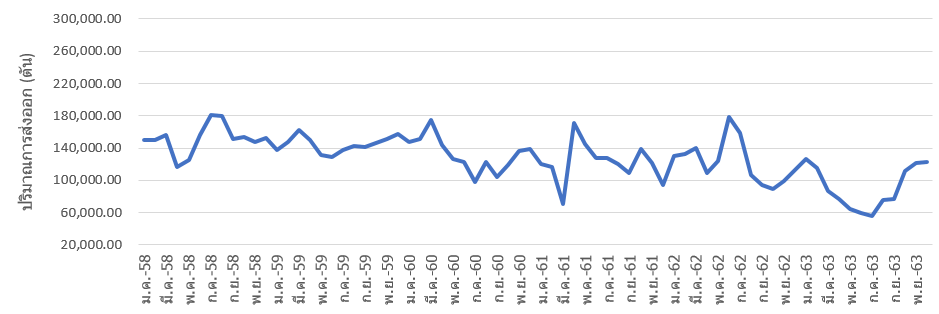 300,000.00
260,000.00
220,000.00
180,000.00
140,000.00
100,000.00
60,000.00
20,000.00
ปริมาณการส่งออก (ตัน)
ม.ค.-58
มี.ค.-58
พ.ค.-58
ก.ค.-58
ก.ย.-58
พ.ย.-58
ม.ค.-59
มี.ค.-59
พ.ค.-59
ก.ค.-59
ก.ย.-59
พ.ย.-59
ม.ค.-60
มี.ค.-60
พ.ค.-60
ก.ค.-60
ก.ย.-60
พ.ย.-60
ม.ค.-61
มี.ค.-61
พ.ค.-61
ก.ค.-61
ก.ย.-61
พ.ย.-61
ม.ค.-62
มี.ค.-62
พ.ค.-62
ก.ค.-62
ก.ย.-62
พ.ย.-62
ม.ค.-63
มี.ค.-63
พ.ค.-63
ก.ค.-63
ก.ย.-63
พ.ย.-63